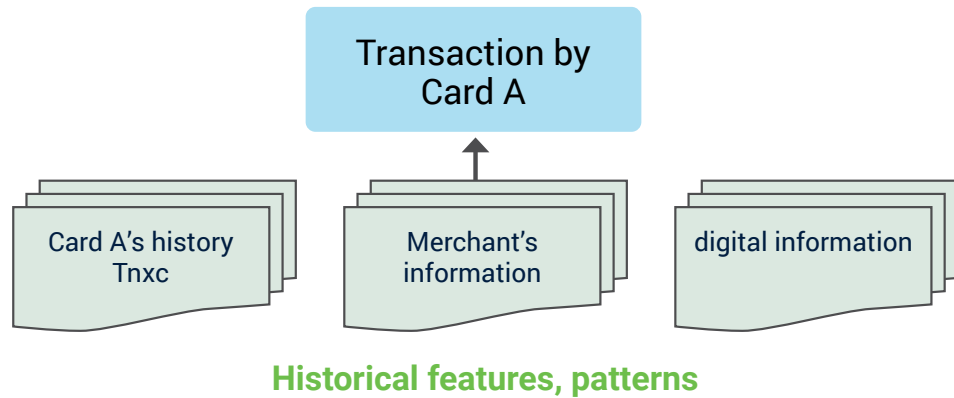 Transaction by
Card A
Card A’s history
Tnxc
Merchant’s
information
digital information
Historical features, patterns